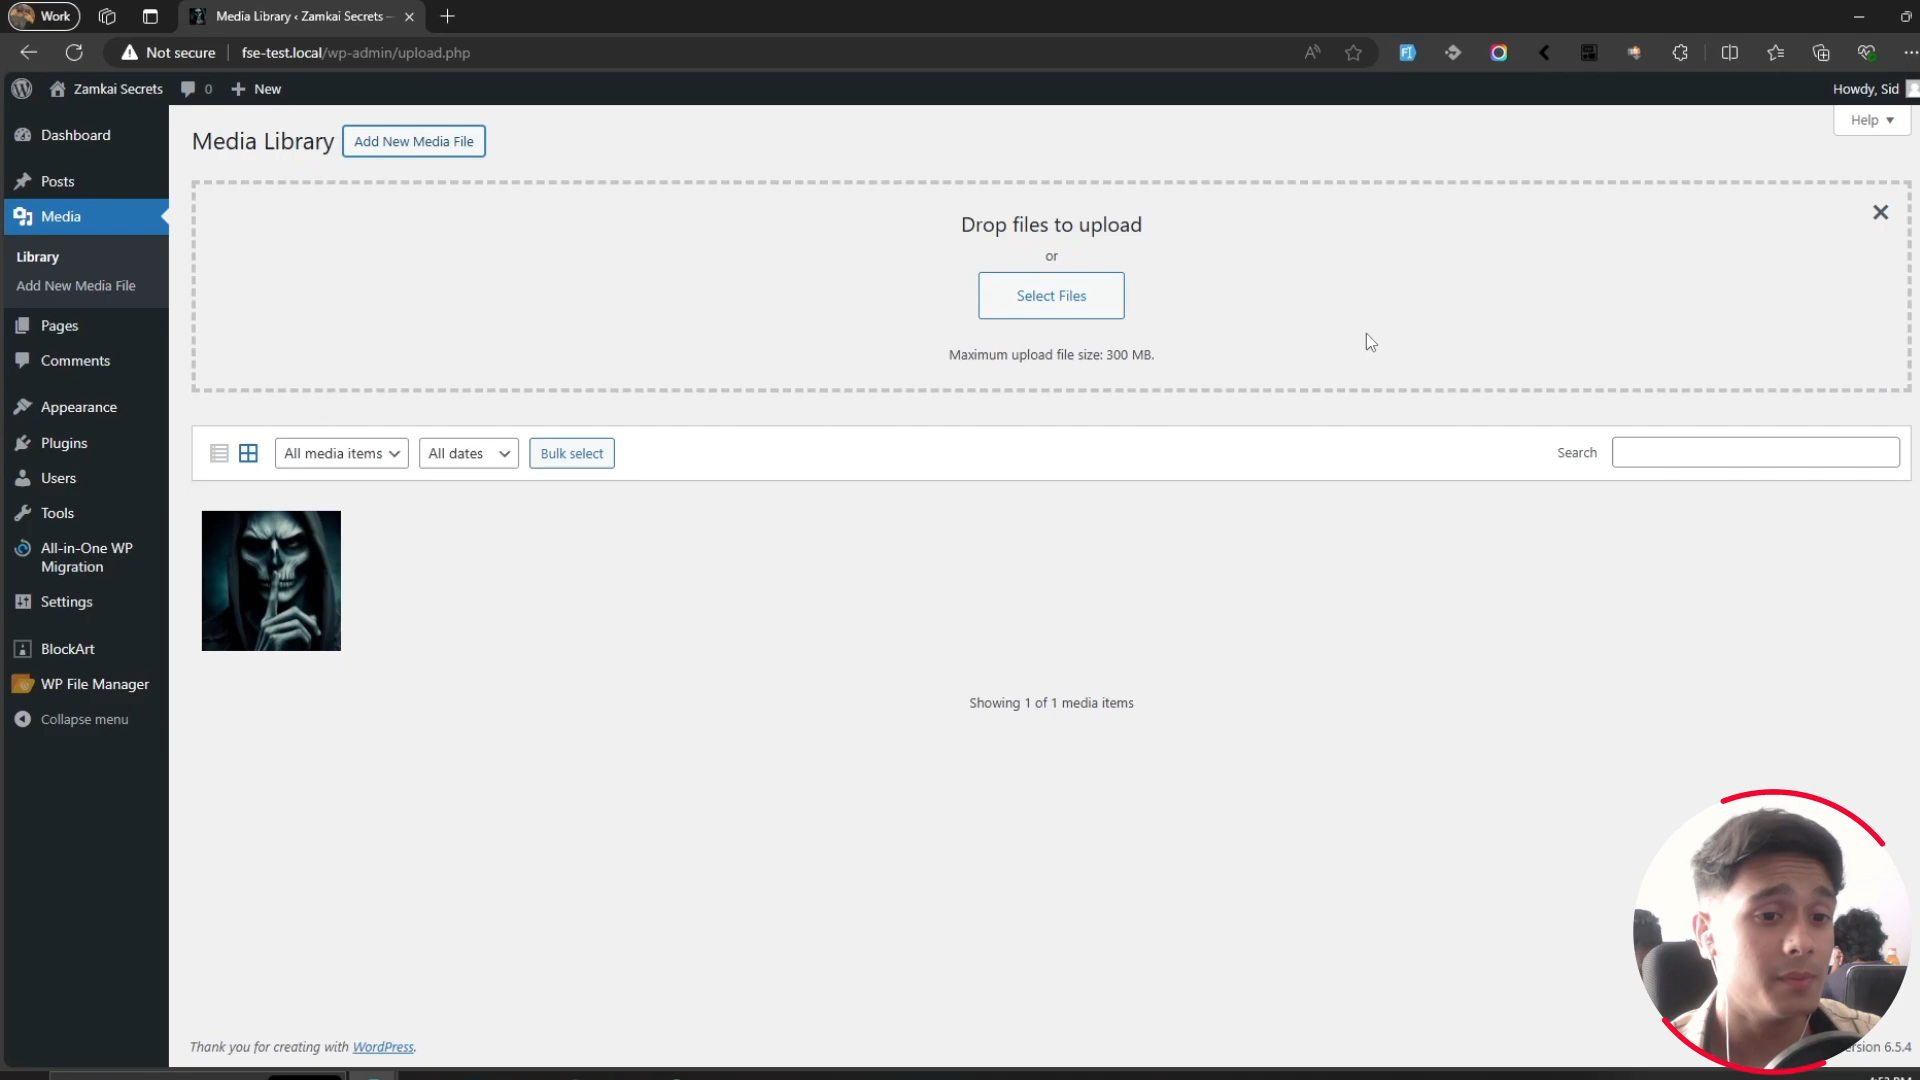 Work
Media Library ‹ Zamkai Secrets –
Not secure
fse-test.local/wp-admin/upload.php
Zamkai Secrets
0
New
Howdy, Sid
Help
Dashboard
Posts
Media
Library
Add New Media File
Pages
Comments
Appearance
Plugins
Users
Tools
All-in-One WP
Migration
Settings
BlockArt
WP File Manager
Collapse menu
Media Library
Add New Media File
Drop files to upload
or
Select Files
Maximum upload file size: 300 MB.
All media items
All dates
Bulk select
Search
Showing 1 of 1 media items
Thank you for creating with WordPress.
6.5.4